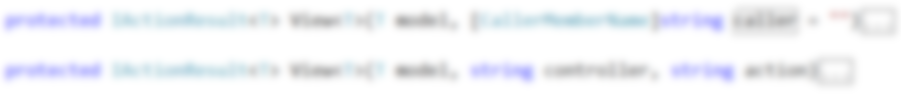 protected IActionResult<T> View<T>(T model, [CallerMemberName]string caller = "")...
protected IActionResult<T> View<T>(T model, string controller, string action)...